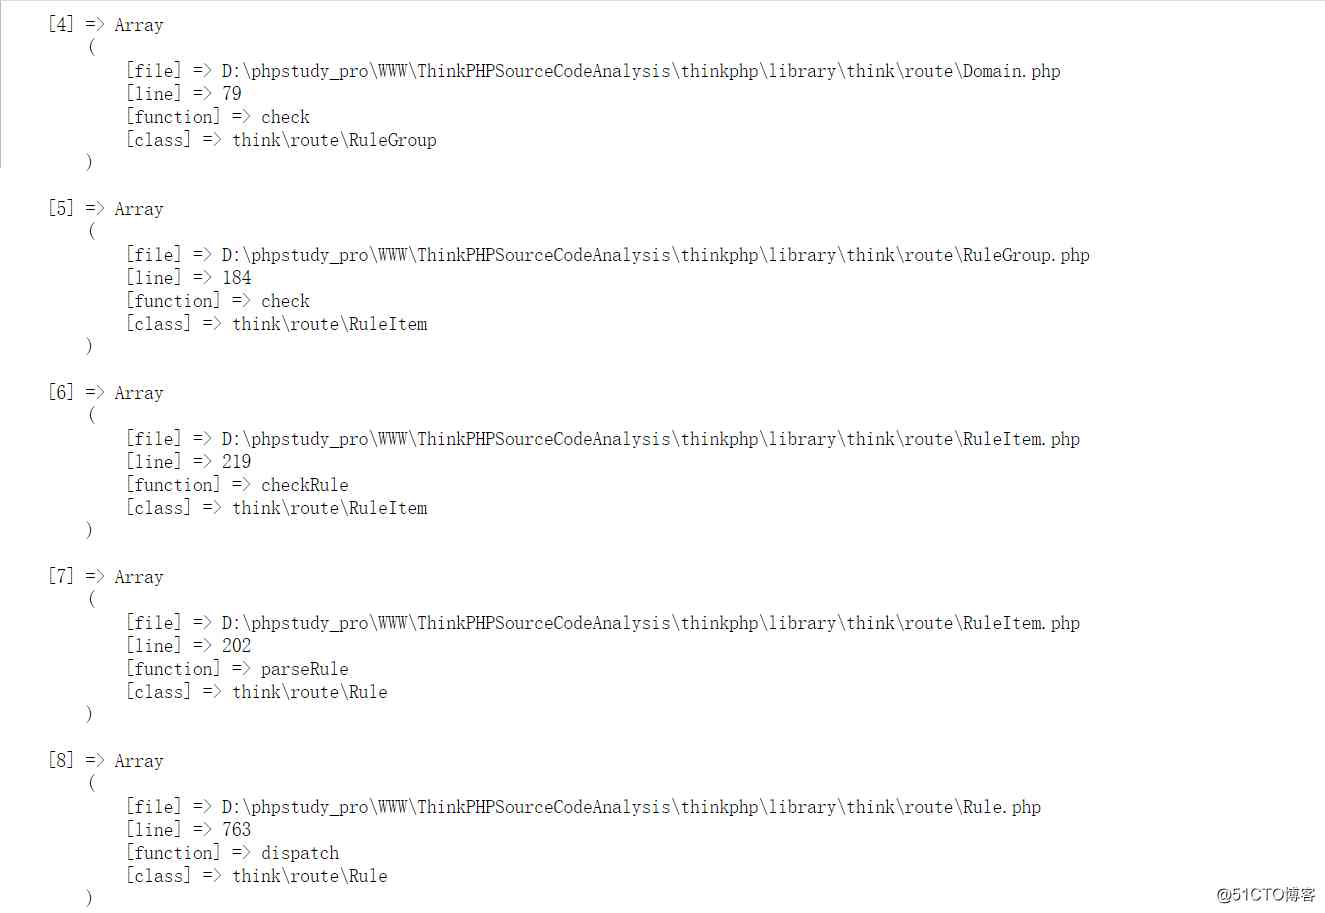 [4] => Array
(
[file] => D:\phpstudy_pro\WWW\ThinkPHPSourceCodeAnalysis\thinkphp\library\think\route\Domain.php
[line] => 79
[function] => check
[class] => think\route\RuleGroup
)
[5] => Array
(
[file] => D:\phpstudy_pro\WWW\ThinkPHPSourceCodeAnalysis\thinkphp\library\think\route\RuleGroup.php
[line] => 184
[function] => check
[class] => think\route\RuleItem
)
[6] => Array
(
[file] => D:\phpstudy_pro\WWW\ThinkPHPSourceCodeAnalysis\thinkphp\library\think\route\RuleItem.php
[line] => 219
[function] => checkRule
[class] => think\route\RuleItem
)
[7] => Array
(
[file] => D:\phpstudy_pro\WWW\ThinkPHPSourceCodeAnalysis\thinkphp\library\think\route\RuleItem.php
[line] => 202
[function] => parseRule
[class] => think\route\Rule
)
[8] => Array
(
[file] => D:\phpstudy_pro\WWW\ThinkPHPSourceCodeAnalysis\thinkphp\library\think\route\Rule.php
[line] => 763
[function] => dispatch
[class] => think\route\Rule
)
@51CTO博客